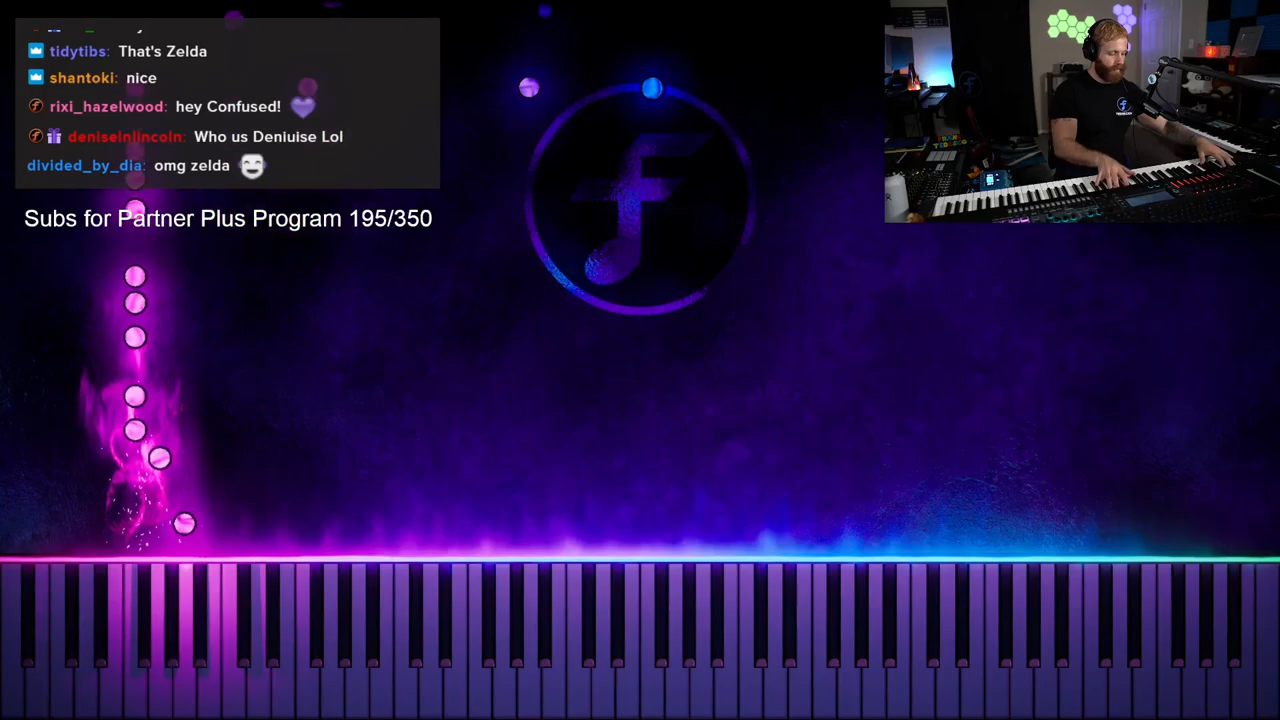 tidytibs: That's Zelda
shantoki: nice
rixi_hazelwood: hey Confused!
deniseinlincoln: Who us Deniuise Lol
divided_by_dia: omg zelda
Subs for Partner Plus Program 195/350